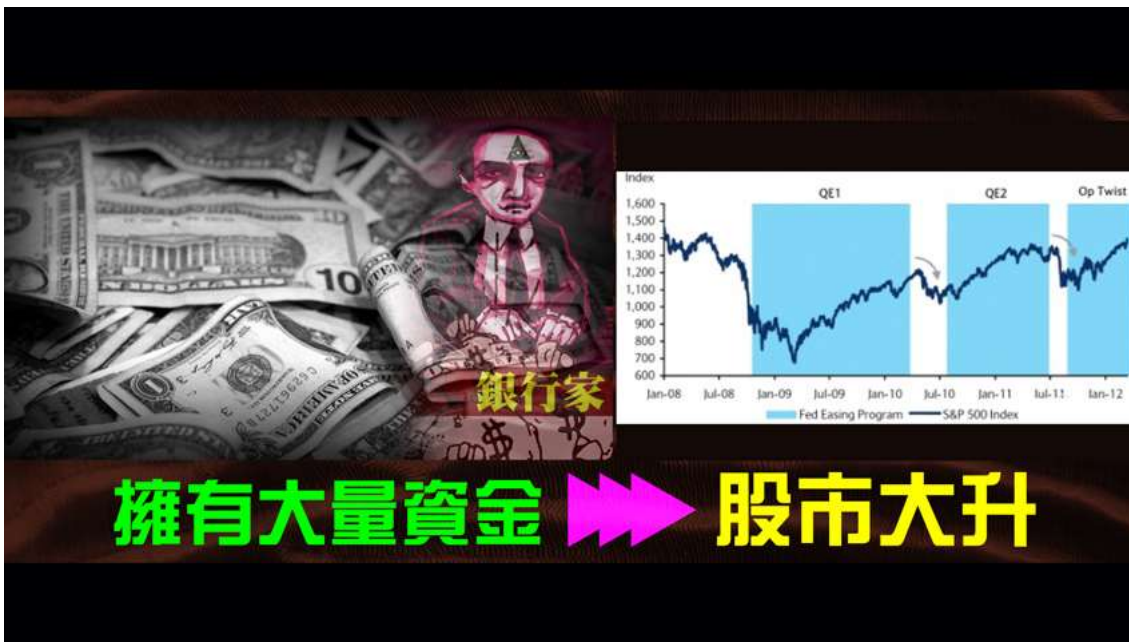 銀行家
Index
QE1
QE2
Op Twist
1,600
1,500
1,400
1,300
1,200
1,100
1,000
900
800
700
600
Jan-08 Jul-08 Jan-09 Jul-09 Jan-10 Jul-10 Jan-11 Jul-11 Jan-12
Fed Easing Program S&P 500 Index
擁有大量資金 股市大升